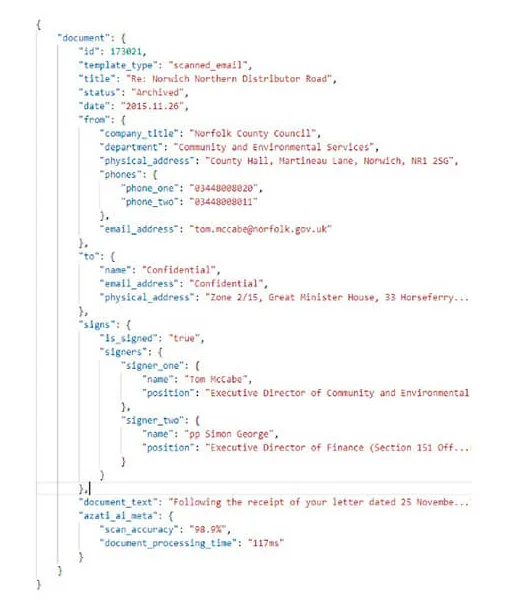 {
"document": {
"id": 173021,
"template_type": "scanned_email",
"title": "Re: Norwich Northern Distributor Road",
"status": "Archived",
"date": "2015.11.26",
"from": {
"company_title": "Norfolk County Council",
"department": "Community and Environmental Services",
"physical_address": "County Hall, Martineau Lane, Norwich, NR1 2SG",
"phones": {
"phone_one": "03448008020",
"phone_two": "03448008011"
},
"email_address": "tom.mccabe@norfolk.gov.uk"
},
"to": {
"name": "Confidential",
"email_address": "Confidential",
"physical_address": "Zone 2/15, Great Minister House, 33 Horseferry...
},
"signs": {
"is_signed": "true",
"signers": {
"signer_one": {
"name": "Tom McCabe",
"position": "Executive Director of Community and Environmental
},
"signer_two": {
"name": "pp Simon George",
"position": "Executive Director of Finance (Section 151 Off...
}
}
},
"document_text": "Following the receipt of your letter dated 25 Novembe...
"azati_ai_meta": {
"scan_accuracy": "98.9%",
"document_processing_time": "117ms"
}
}
}